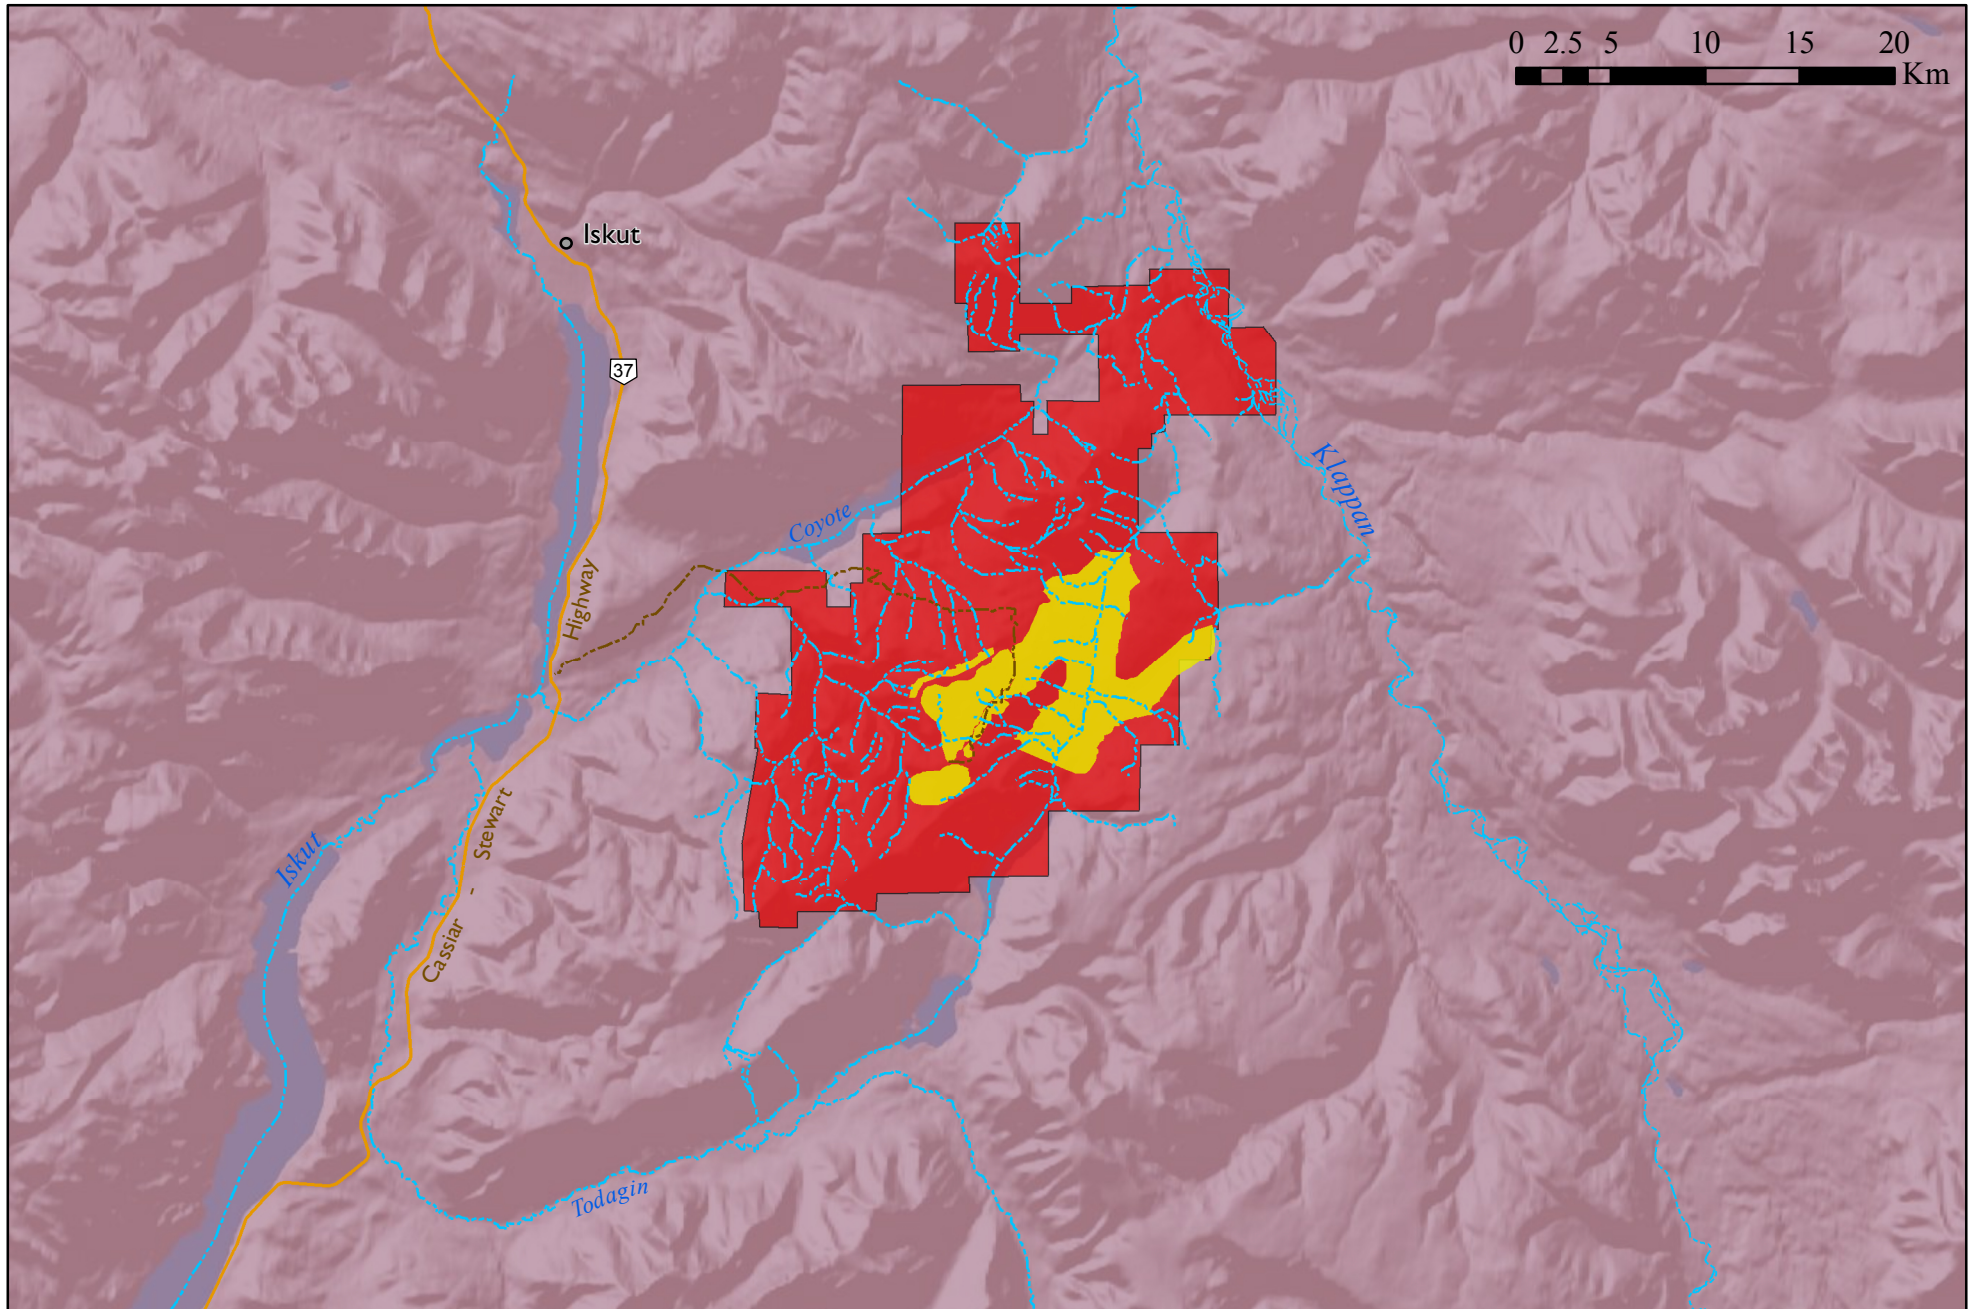 0 2.5 5 10 15 20
Km
Iskut
37
Klappan
Coyote
Highway
Stewart
-
Cassiar
Iskut
Todagin